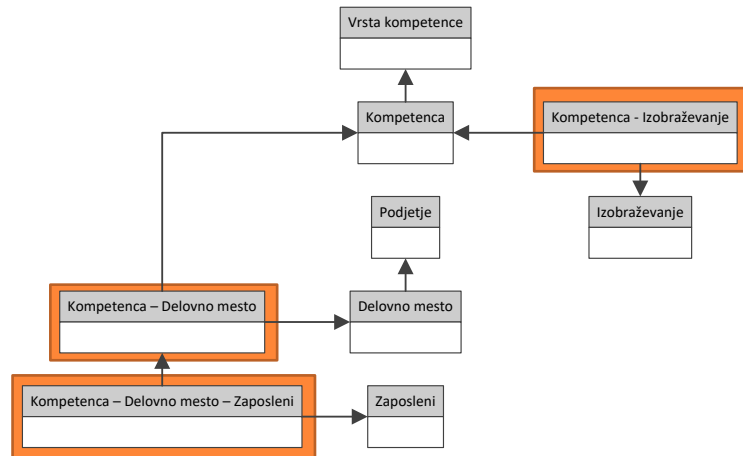 Vrsta kompetence
Kompetenca
Kompetenca - Izobraževanje
Podjetje
Izobraževanje
Kompetenca – Delovno mesto
Delovno mesto
Kompetenca – Delovno mesto – Zaposleni
Zaposleni